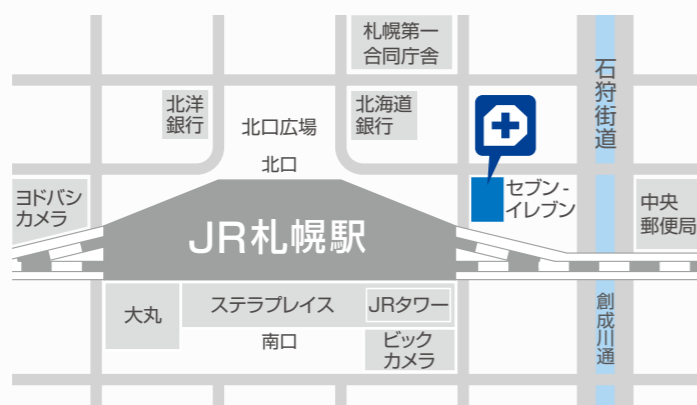 札幌第一
合同庁舎
石狩街道
北洋
銀行
北口広場
北海道
銀行
北口
ヨドバシ
カメラ
セブン-
イレブン
中央
郵便局
JR札幌駅
大丸
ステラプレイス
JRタワー
創成川通
南口
ビック
カメラ